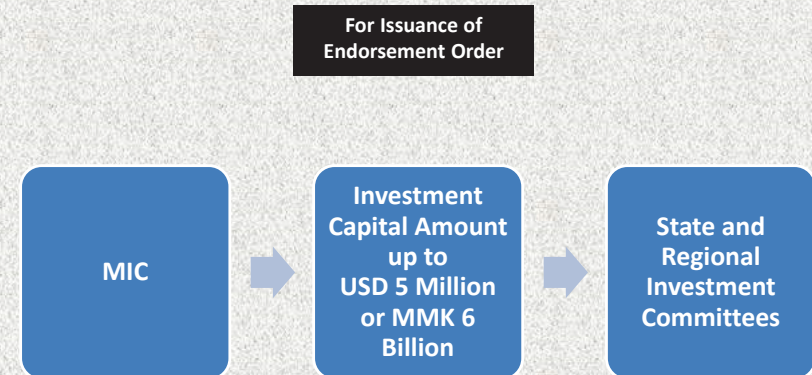 For Issuance of
Endorsement Order
MIC
Investment
Capital Amount
up to
USD 5 Million
or MMK 6
Billion
State and
Regional
Investment
Committees